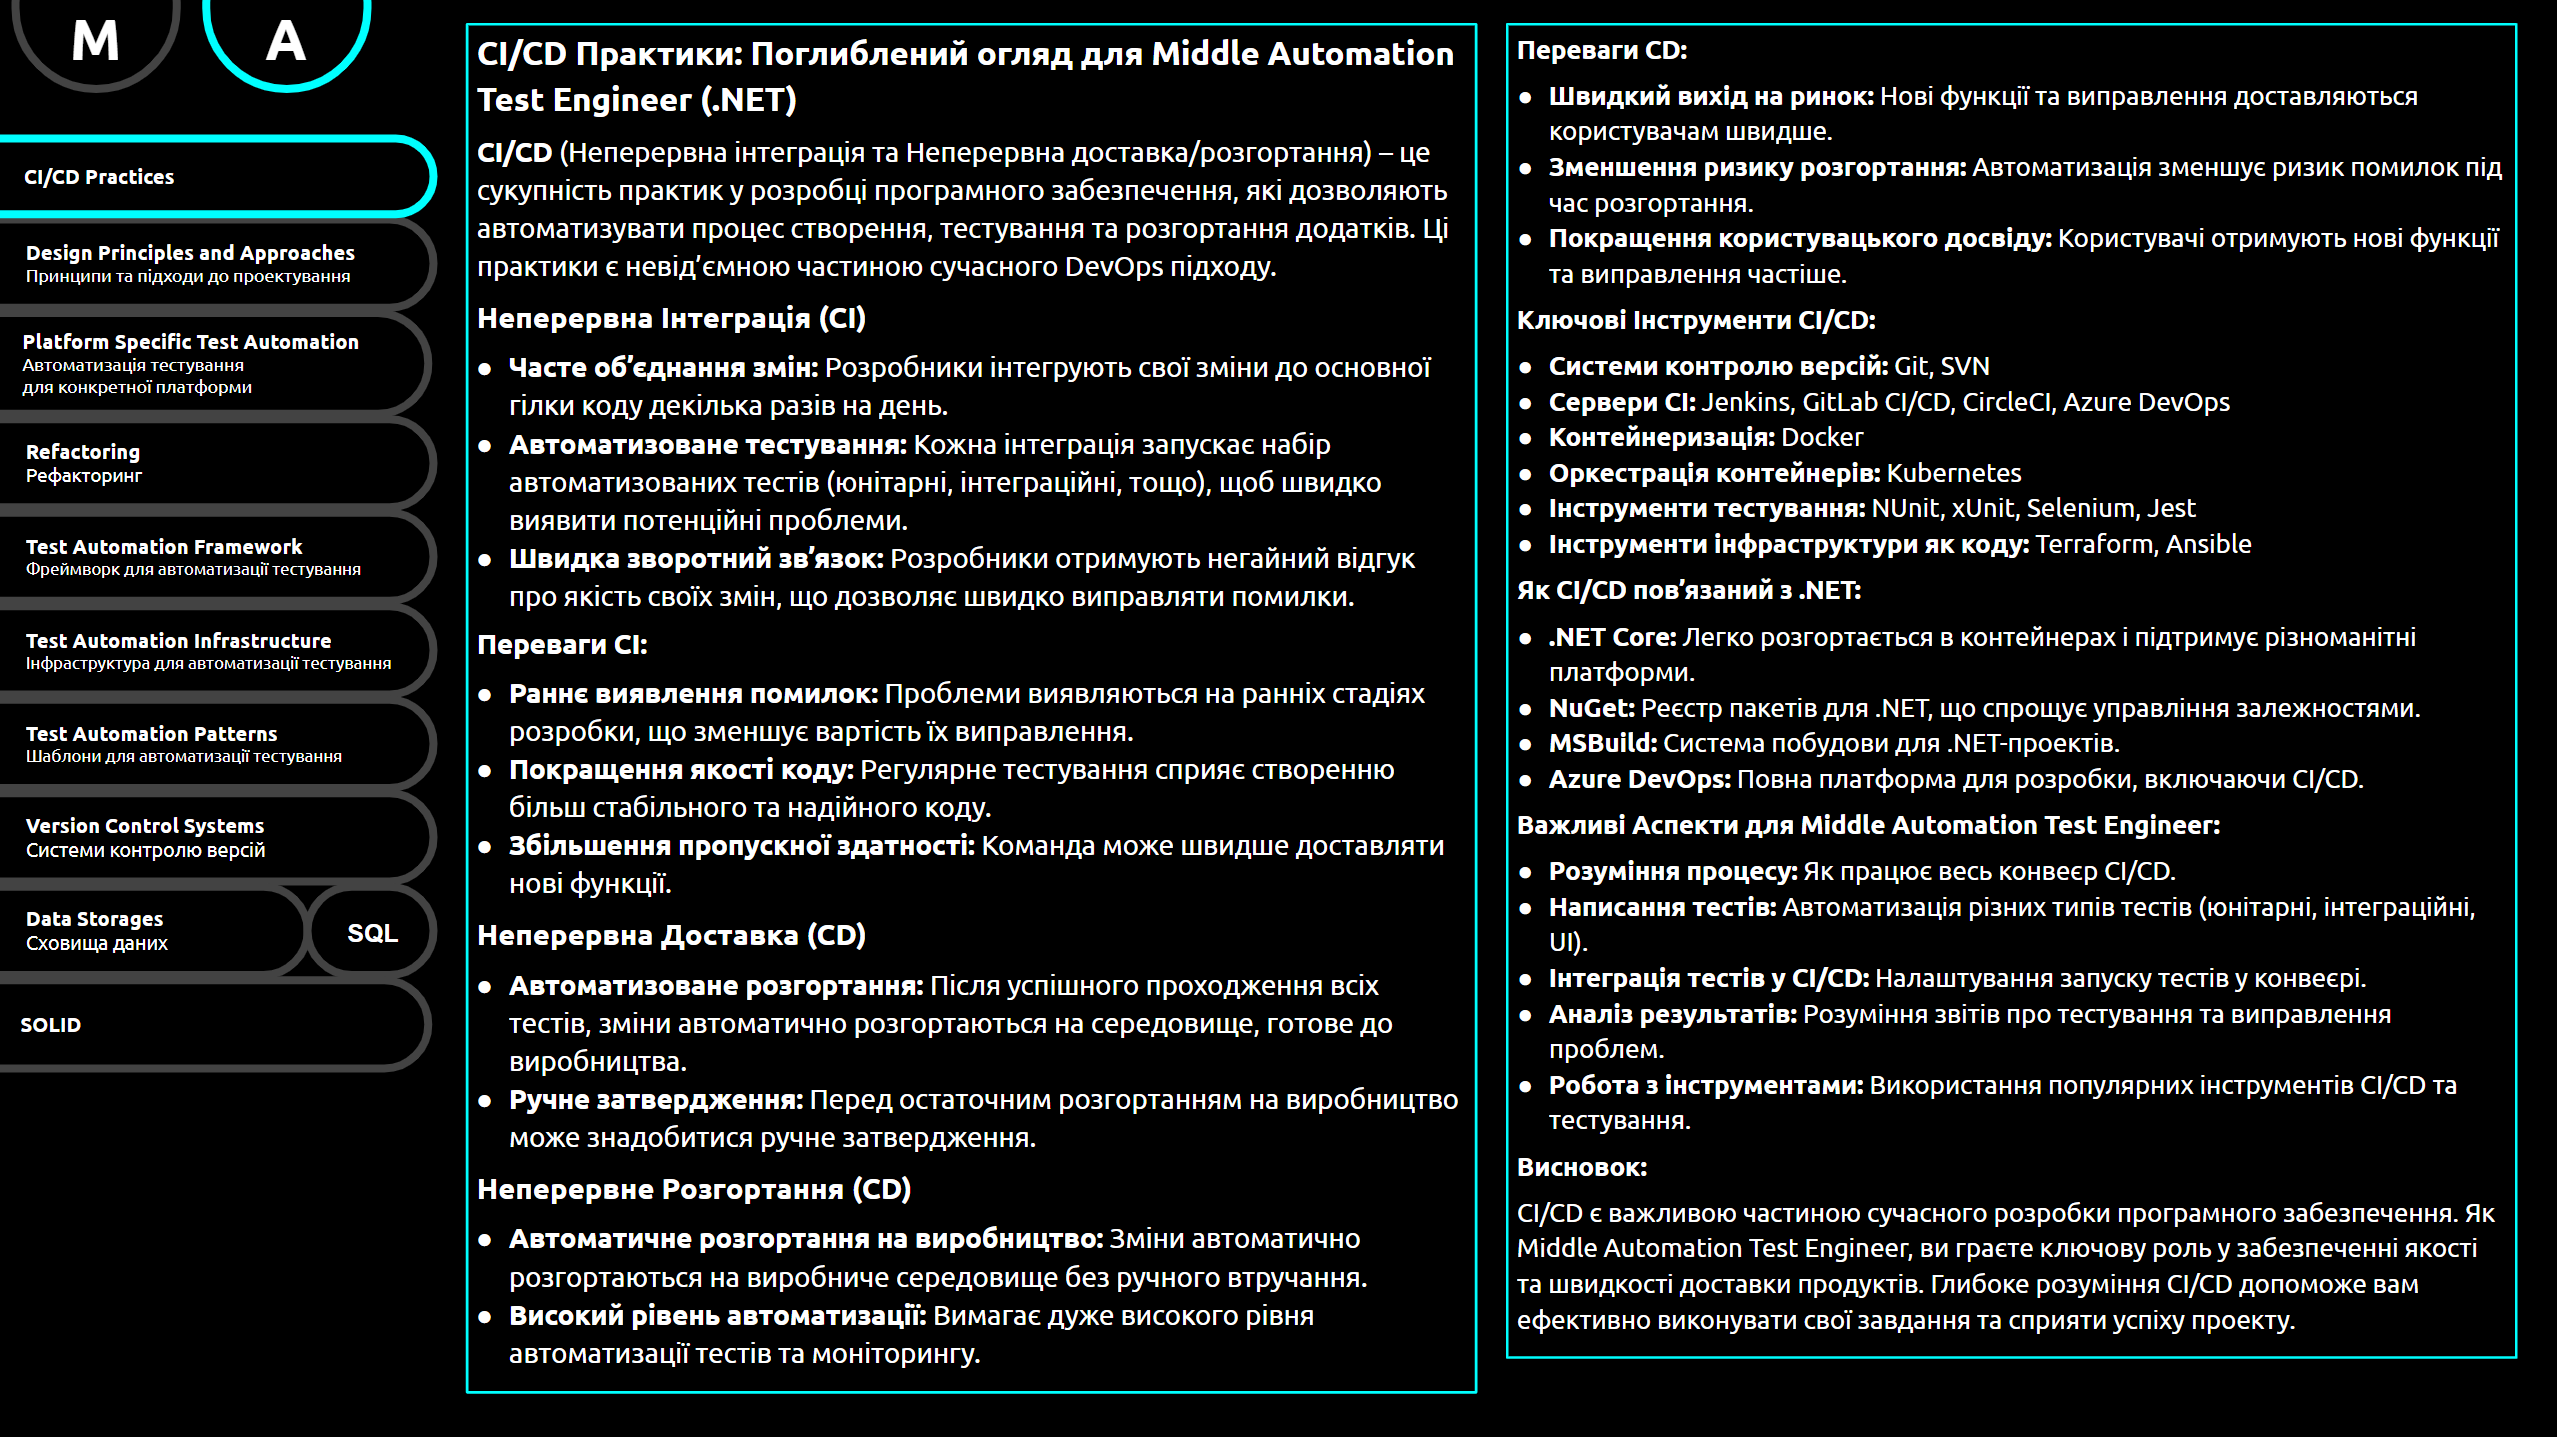 M
A
CI/CD Practices
Design Principles and Approaches
Принципи та підходи до проектування
Platform Specific Test Automation
Автоматизація тестування
для конкретної платформи
Refactoring
Рефакторинг
Test Automation Framework
Фреймворк для автоматизації тестування
Test Automation Infrastructure
Інфраструктура для автоматизації тестування
Test Automation Patterns
Шаблони для автоматизації тестування
Version Control Systems
Системи контролю версій
Data Storages
Сховища даних
SQL
SOLID
CI/CD Практики: Поглиблений огляд для Middle Automation
Test Engineer (.NET)
CI/CD (Неперервна інтеграція та Неперервна доставка/розгортання) – це
сукупність практик у розробці програмного забезпечення, які дозволяють
автоматизувати процес створення, тестування та розгортання додатків. Ці
практики є невід’ємною частиною сучасного DevOps підходу.
Неперервна Інтеграція (CI)
● Часте об’єднання змін: Розробники інтегрують свої зміни до основної
гілки коду декілька разів на день.
● Автоматизоване тестування: Кожна інтеграція запускає набір
автоматизованих тестів (юнітарні, інтеграційні, тощо), щоб швидко
виявити потенційні проблеми.
● Швидка зворотний зв’язок: Розробники отримують негайний відгук
про якість своїх змін, що дозволяє швидко виправляти помилки.
Переваги CI:
● Раннє виявлення помилок: Проблеми виявляються на ранніх стадіях
розробки, що зменшує вартість їх виправлення.
● Покращення якості коду: Регулярне тестування сприяє створенню
більш стабільного та надійного коду.
● Збільшення пропускної здатності: Команда може швидше доставляти
нові функції.
Неперервна Доставка (CD)
● Автоматизоване розгортання: Після успішного проходження всіх
тестів, зміни автоматично розгортаються на середовище, готове до
виробництва.
● Ручне затвердження: Перед остаточним розгортанням на виробництво
може знадобитися ручне затвердження.
Неперервне Розгортання (CD)
● Автоматичне розгортання на виробництво: Зміни автоматично
розгортаються на виробниче середовище без ручного втручання.
● Високий рівень автоматизації: Вимагає дуже високого рівня
автоматизації тестів та моніторингу.
Переваги CD:
● Швидкий вихід на ринок: Нові функції та виправлення доставляються
користувачам швидше.
● Зменшення ризику розгортання: Автоматизація зменшує ризик помилок під
час розгортання.
● Покращення користувацького досвіду: Користувачі отримують нові функції
та виправлення частіше.
Ключові Інструменти CI/CD:
● Системи контролю версій: Git, SVN
● Сервери CI: Jenkins, GitLab CI/CD, CircleCI, Azure DevOps
● Контейнеризація: Docker
● Оркестрація контейнерів: Kubernetes
● Інструменти тестування: NUnit, xUnit, Selenium, Jest
● Інструменти інфраструктури як коду: Terraform, Ansible
Як CI/CD пов’язаний з .NET:
● .NET Core: Легко розгортається в контейнерах і підтримує різноманітні
платформи.
● NuGet: Реєстр пакетів для .NET, що спрощує управління залежностями.
● MSBuild: Система побудови для .NET-проектів.
● Azure DevOps: Повна платформа для розробки, включаючи CI/CD.
Важливі Аспекти для Middle Automation Test Engineer:
● Розуміння процесу: Як працює весь конвеєр CI/CD.
● Написання тестів: Автоматизація різних типів тестів (юнітарні, інтеграційні,
UI).
● Інтеграція тестів у CI/CD: Налаштування запуску тестів у конвеєрі.
● Аналіз результатів: Розуміння звітів про тестування та виправлення
проблем.
● Робота з інструментами: Використання популярних інструментів CI/CD та
тестування.
Висновок:
CI/CD є важливою частиною сучасного розробки програмного забезпечення. Як
Middle Automation Test Engineer, ви граєте ключову роль у забезпеченні якості
та швидкості доставки продуктів. Глибоке розуміння CI/CD допоможе вам
ефективно виконувати свої завдання та сприяти успіху проекту.